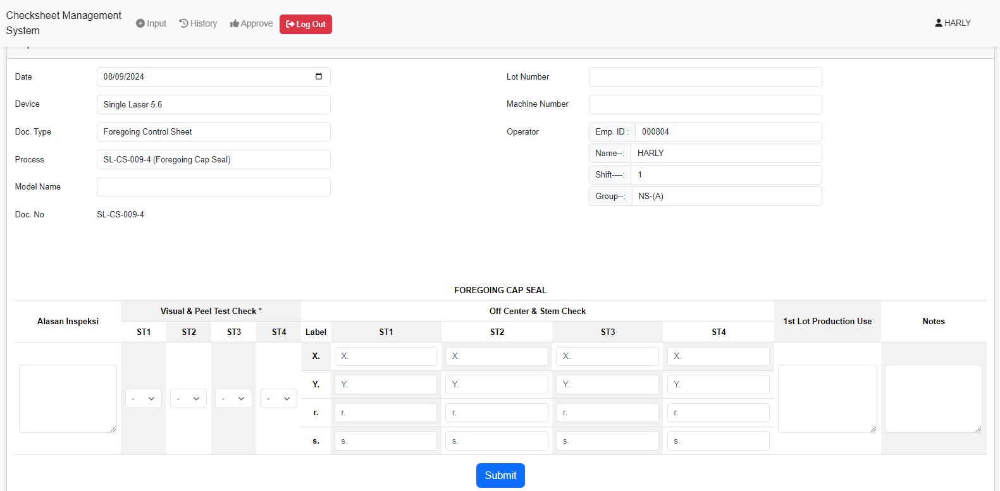 Checksheet Management System
Input
History
Approve
Log Out
HARLY
Date
08/09/2024
Lot Number
Device
Single Laser 5.6
Machine Number
Doc. Type
Foregoing Control Sheet
Operator
Emp. ID :
000804
Name--:
HARLY
Process
SL-CS-009-4 (Foregoing Cap Seal)
Shift----:
1
Model Name
Group--:
NS-(A)
Doc. No
SL-CS-009-4
FOREGOING CAP SEAL
Alasan Inspeksi
Visual & Peel Test Check *
Off Center & Stem Check
1st Lot Production Use
Notes
ST1 ST2 ST3 ST4 Label ST1 ST2 ST3 ST4
X. X. X. X. X.
Y. Y. Y. Y. Y.
- - - -
r. r. r. r. r.
s. s. s. s. s.
Submit